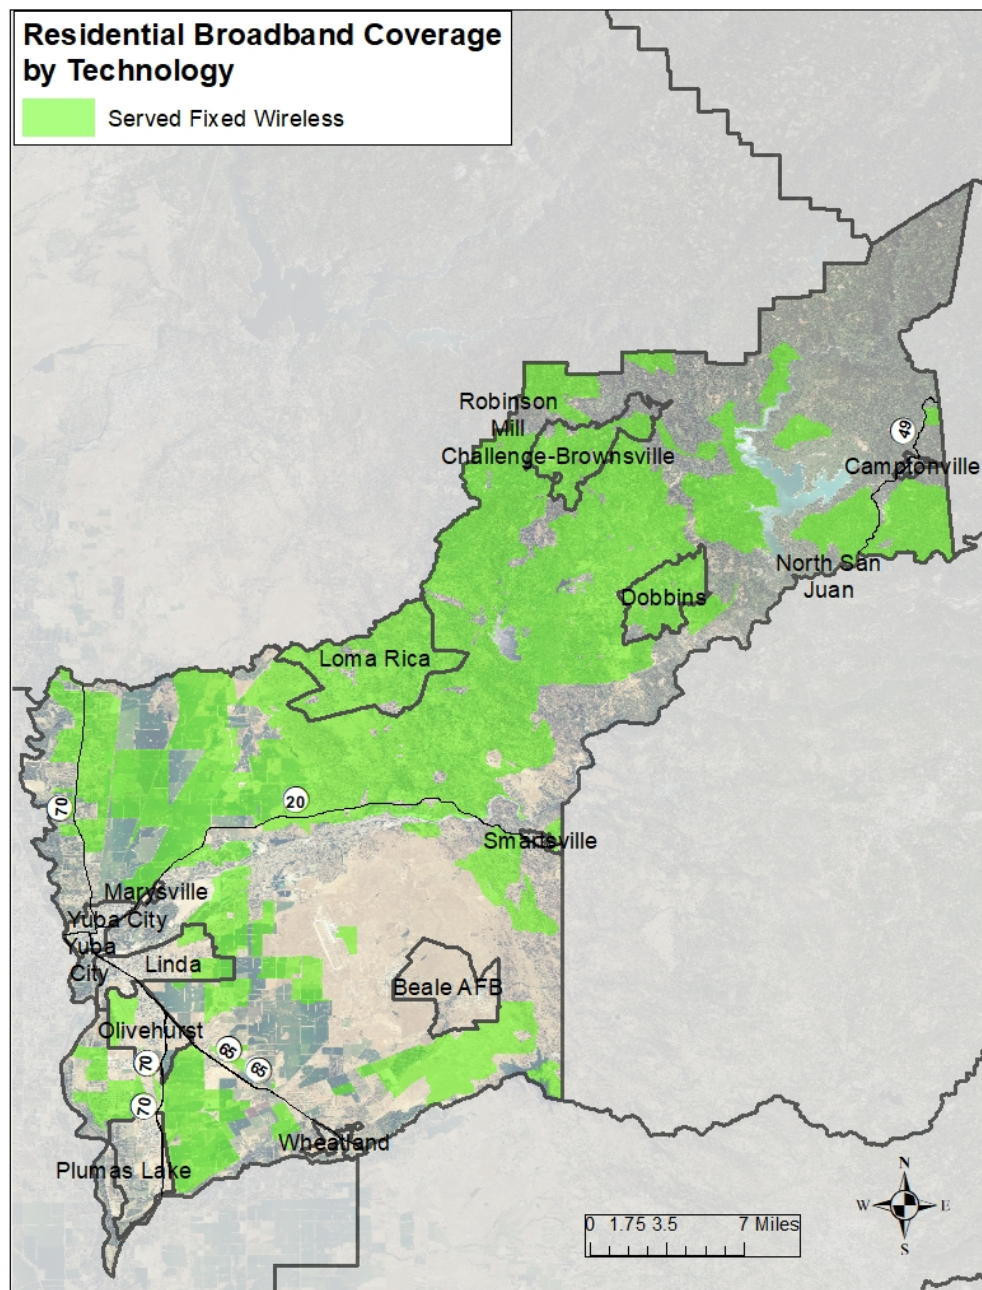 Residential Broadband Coverage
by Technology
Served Fixed Wireless
Robinson
Mill
49
Challenge-Brownsville
Camptonville
North San
Juan
Dobbins
Loma Rica
70
20
Smartsville
Marysville
Yuba City
Yuba
City
Linda
Beale AFB
Olivehurst
70
65
65
70
Wheatland
Plumas Lake
N
W E
S
0 1.75 3.5 7 Miles